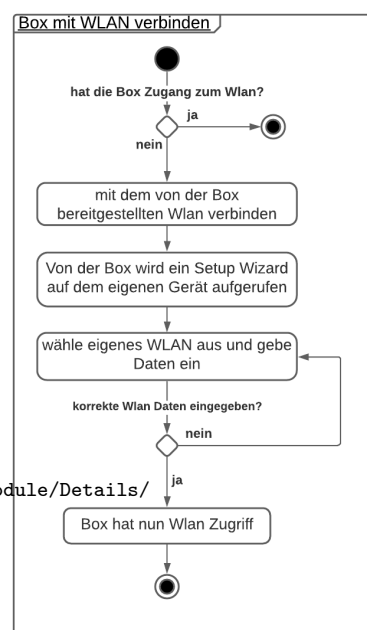 Box mit WLAN verbinden
hat die Box Zugang zum Wlan?
ja
nein
mit dem von der Box
bereitgestellten Wlan verbinden
Von der Box wird ein Setup Wizard
auf dem eigenen Gerät aufgerufen
wähle eigenes WLAN aus und gebe
Daten ein
korrekte Wlan Daten eingegeben?
nein
ja
odule/Details/
Box hat nun Wlan Zugriff